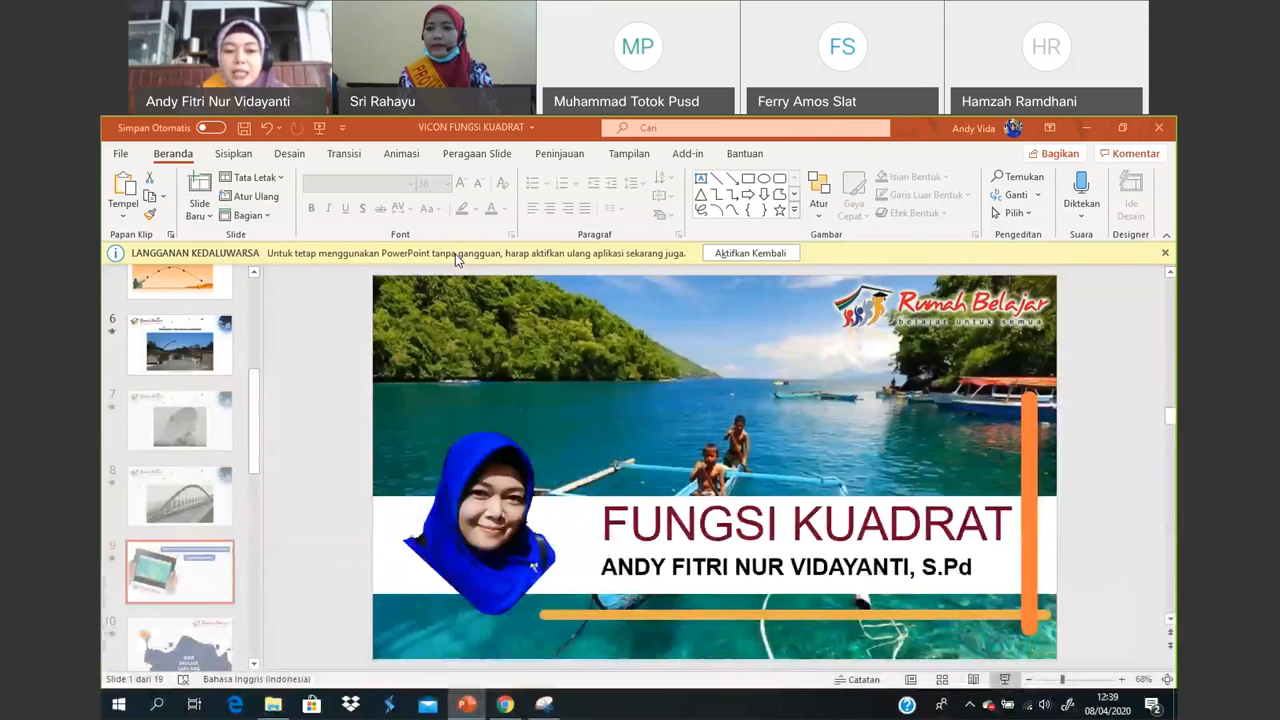 MP
FS
HR
Andy Fitri Nur Vidayanti
Sri Rahayu
Muhammad Totok Pusd
Ferry Amos Slat
Hamzah Ramdhani
Simpan Otomatis
VICON FUNGSI KUADRAT
Cari
Andy Vida
File
Beranda
Sisipkan
Desain
Transisi
Animasi
Peragaan Slide
Peninjauan
Tampilan
Add-in
Bantuan
Bagikan
Komentar
Tempel
Slide
Baru
Tata Letak
Atur Ulang
Bagian
36
B I U S ab AV Aa A
Atur
Gaya
Cepat
Isian Bentuk
Garis Luar Bentuk
Efek Bentuk
Temukan
Ganti
Pilih
Diktekan
Ide
Desain
Papan Klip
Slide
Font
Paragraf
Gambar
Pengeditan
Suara
Designer
LANGGANAN KEDALUWARSA Untuk tetap menggunakan PowerPoint tanpa gangguan, harap aktifkan ulang aplikasi sekarang juga.
Aktifkan Kembali
6
7
8
9
10
Rumah Belajar
belajar untuk semua
FUNGSI KUADRAT
ANDY FITRI NUR VIDAYANTI, S.Pd
Slide 1 dari 19
Bahasa Inggris (Indonesia)
Catatan
68%
12:39
08/04/2020
2